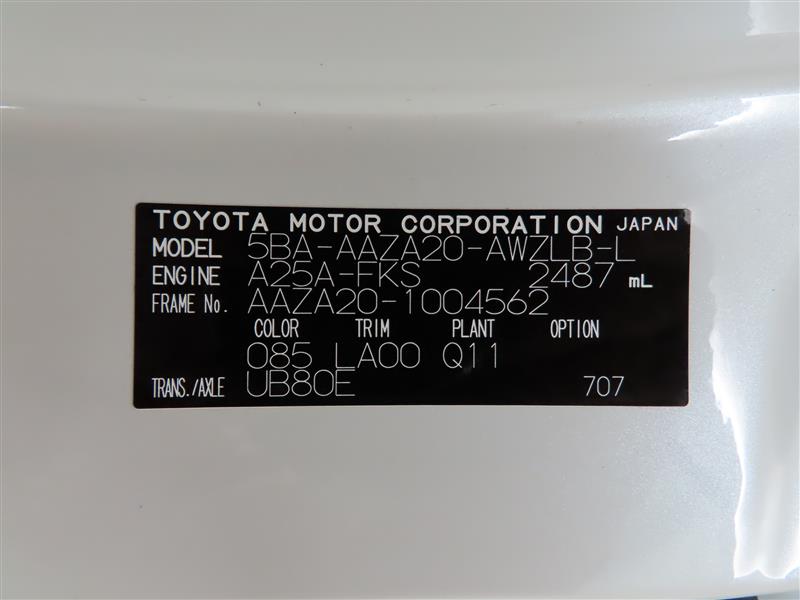 TOYOTA MOTOR CORPORATION JAPAN
MODEL 5BA-AAZA20-AWZLB-L
ENGINE A25A-FKS 2487 mL
FRAME No. AAZA20-1004562
COLOR TRIM PLANT OPTION
085 LA00 Q11
TRANS./AXLE UB80E 707